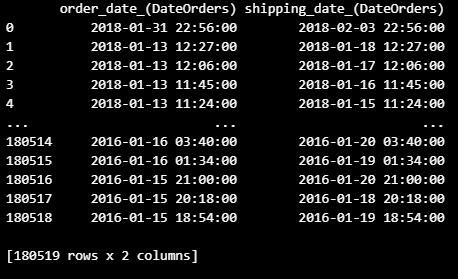 order_date_(DateOrders) shipping_date_(DateOrders)
0 2018-01-31 22:56:00 2018-02-03 22:56:00
1 2018-01-13 12:27:00 2018-01-18 12:27:00
2 2018-01-13 12:06:00 2018-01-17 12:06:00
3 2018-01-13 11:45:00 2018-01-16 11:45:00
4 2018-01-13 11:24:00 2018-01-15 11:24:00
... ... ...
180514 2016-01-16 03:40:00 2016-01-20 03:40:00
180515 2016-01-16 01:34:00 2016-01-19 01:34:00
180516 2016-01-15 21:00:00 2016-01-20 21:00:00
180517 2016-01-15 20:18:00 2016-01-18 20:18:00
180518 2016-01-15 18:54:00 2016-01-19 18:54:00
[180519 rows x 2 columns]